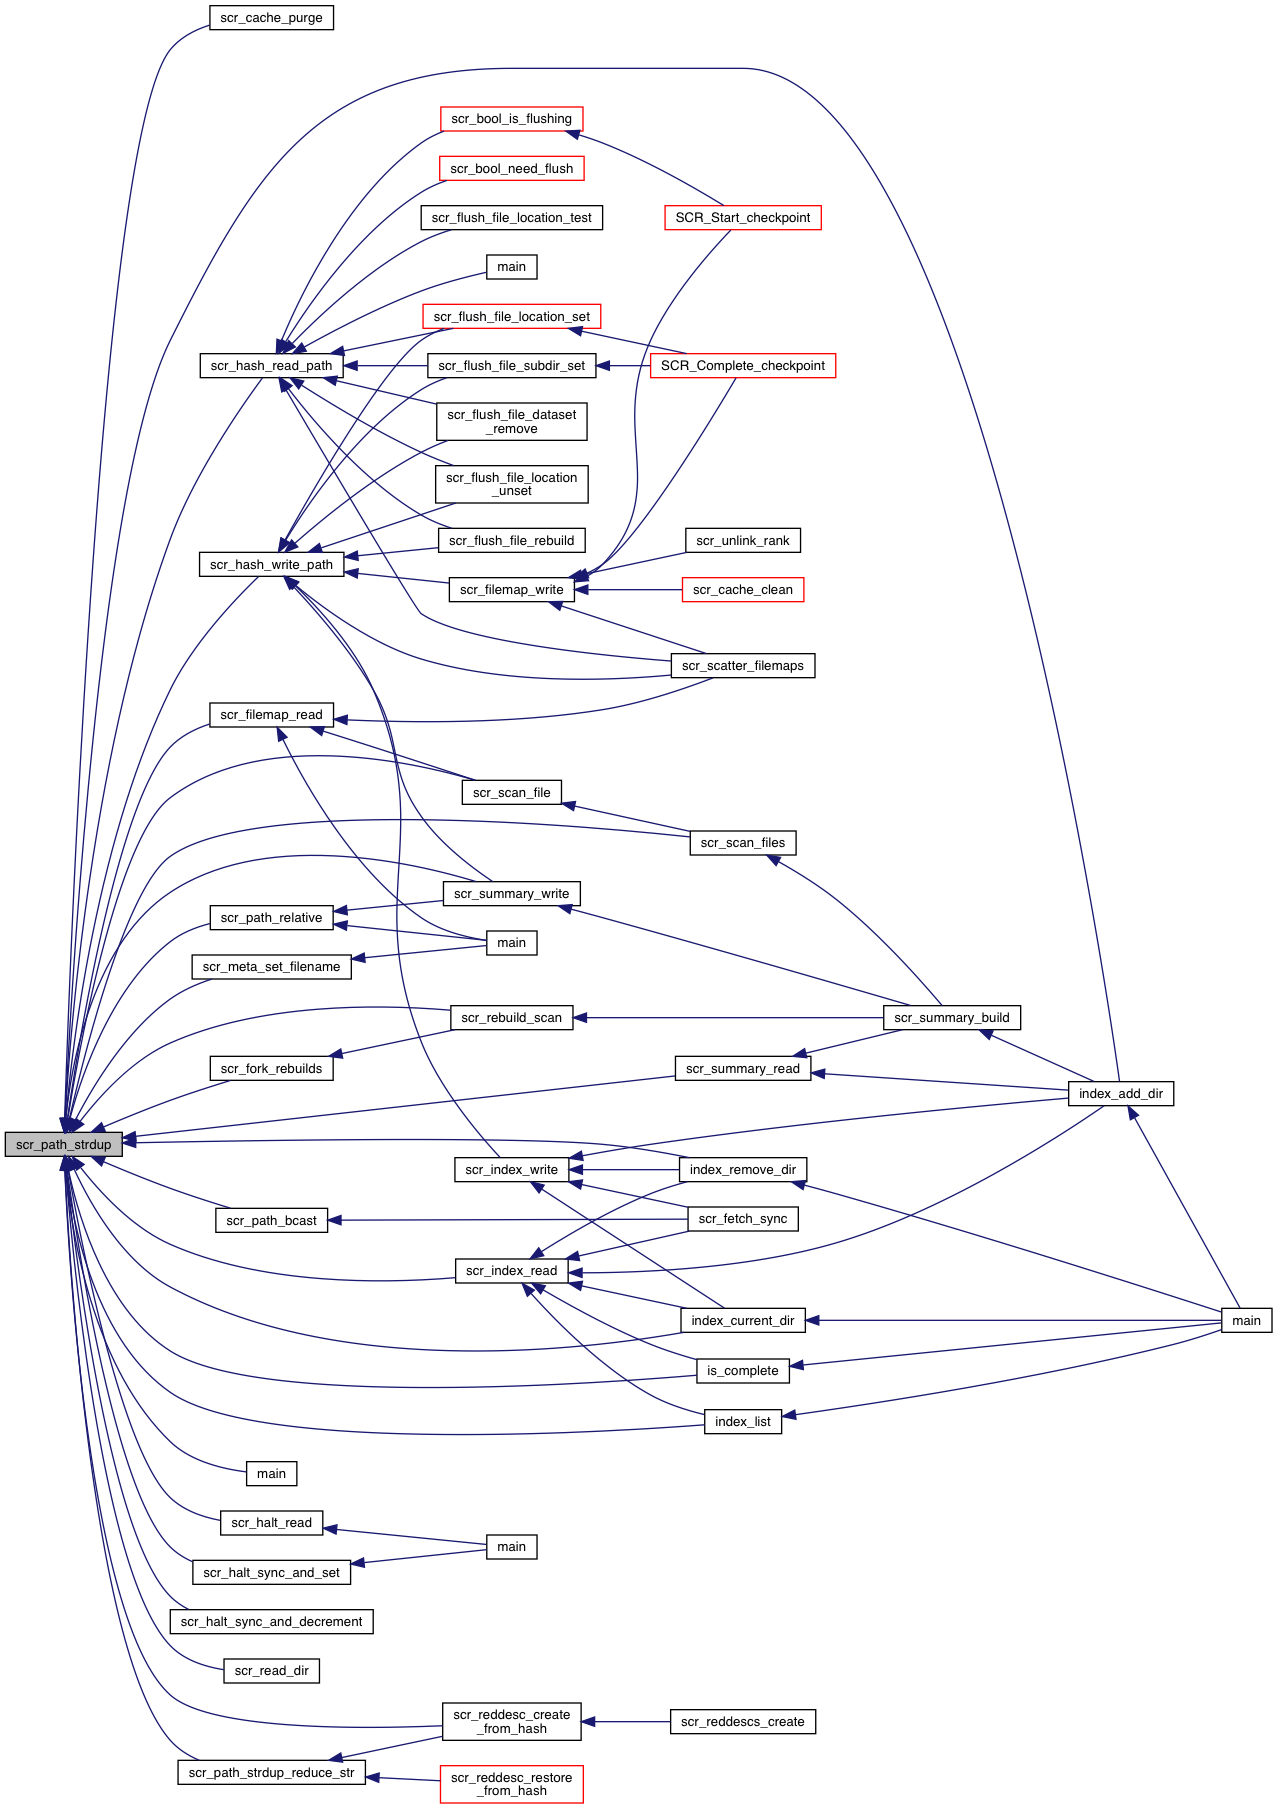 scr_cache_purge
scr_bool_is_flushing
scr_bool_need_flush
scr_flush_file_location_test
SCR_Start_checkpoint
main
scr_flush_file_location_set
scr_hash_read_path
scr_flush_file_subdir_set
SCR_Complete_checkpoint
scr_flush_file_dataset
_remove
scr_flush_file_location
_unset
scr_flush_file_rebuild
scr_unlink_rank
scr_hash_write_path
scr_filemap_write
scr_cache_clean
scr_scatter_filemaps
scr_filemap_read
scr_scan_file
scr_scan_files
scr_summary_write
scr_path_relative
main
scr_meta_set_filename
scr_rebuild_scan
scr_summary_build
scr_fork_rebuilds
scr_summary_read
index_add_dir
scr_path_strdup
scr_index_write
index_remove_dir
scr_path_bcast
scr_fetch_sync
scr_index_read
index_current_dir
main
is_complete
index_list
main
scr_halt_read
main
scr_halt_sync_and_set
scr_halt_sync_and_decrement
scr_read_dir
scr_reddesc_create
_from_hash
scr_reddescs_create
scr_path_strdup_reduce_str
scr_reddesc_restore
_from_hash